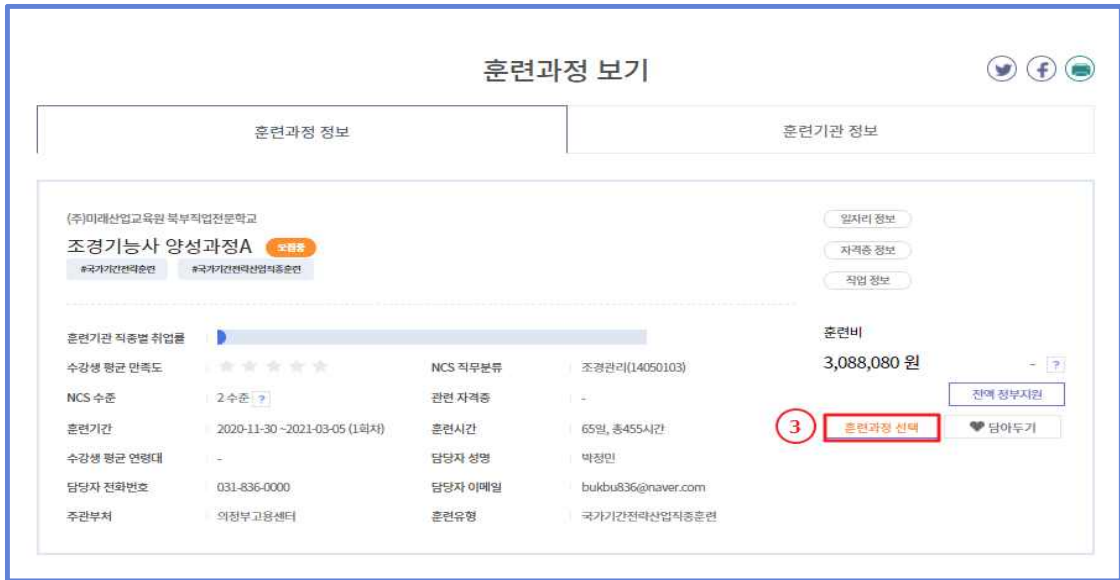 훈련과정 보기
훈련과정 정보
훈련기관 정보
(주)미래산업교육원 북부직업전문학교
조경기능사 양성과정A 모집중
#국가기간전략훈련 #국가기간전략산업직종훈련
일자리 정보
자격증 정보
직업 정보
훈련기관 직종별 취업률
수강생 평균 만족도
NCS 직무분류 조경관리(14050103)
NCS 수준 2수준 ?
관련 자격증 -
훈련기간 2020-11-30 ~2021-03-05 (1회차)
훈련시간 65일, 총455시간
수강생 평균 연령대 -
담당자 성명 박정민
담당자 전화번호 031-836-0000
담당자 이메일 bukbu836@naver.com
주관부처 의정부고용센터
훈련유형 국가기간전략산업직종훈련
훈련비
3,088,080 원 - ?
전액 정부지원
3 훈련과정 선택
담아두기